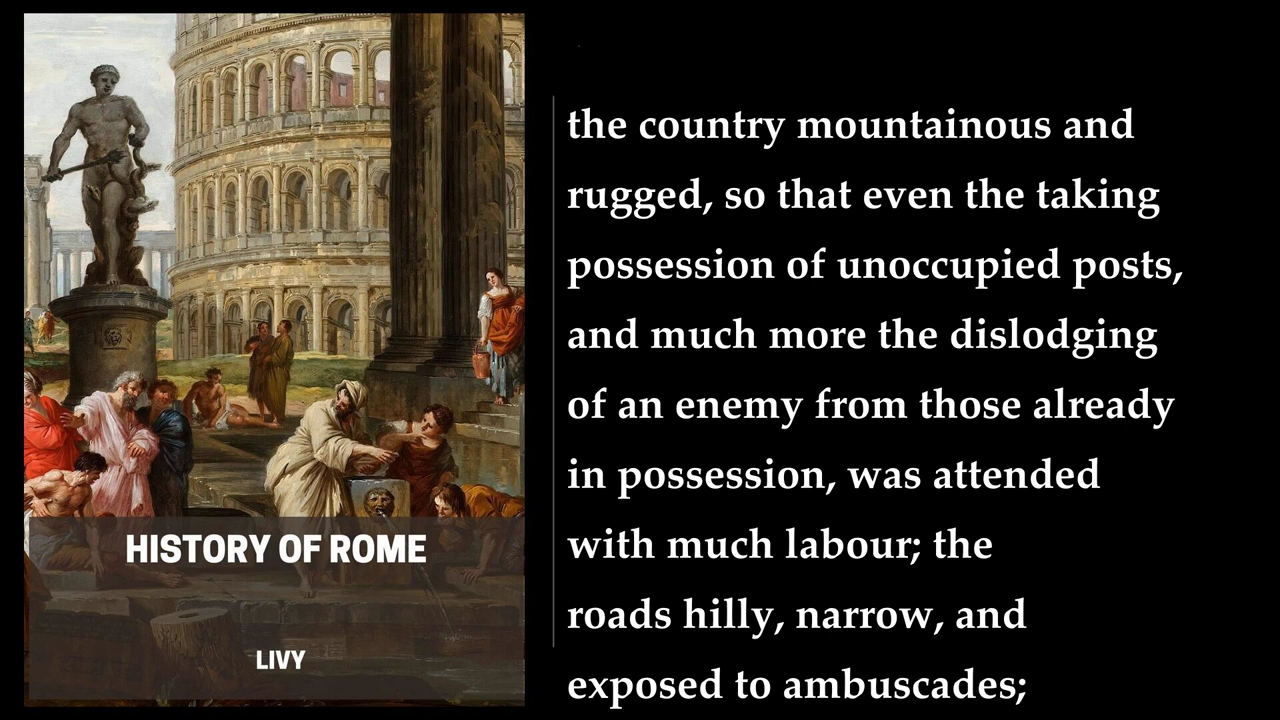 HISTORY OF ROME
LIVY
the country mountainous and
rugged, so that even the taking
possession of unoccupied posts,
and much more the dislodging
of an enemy from those already
in possession, was attended
with much labour; the
roads hilly, narrow, and
exposed to ambuscades;